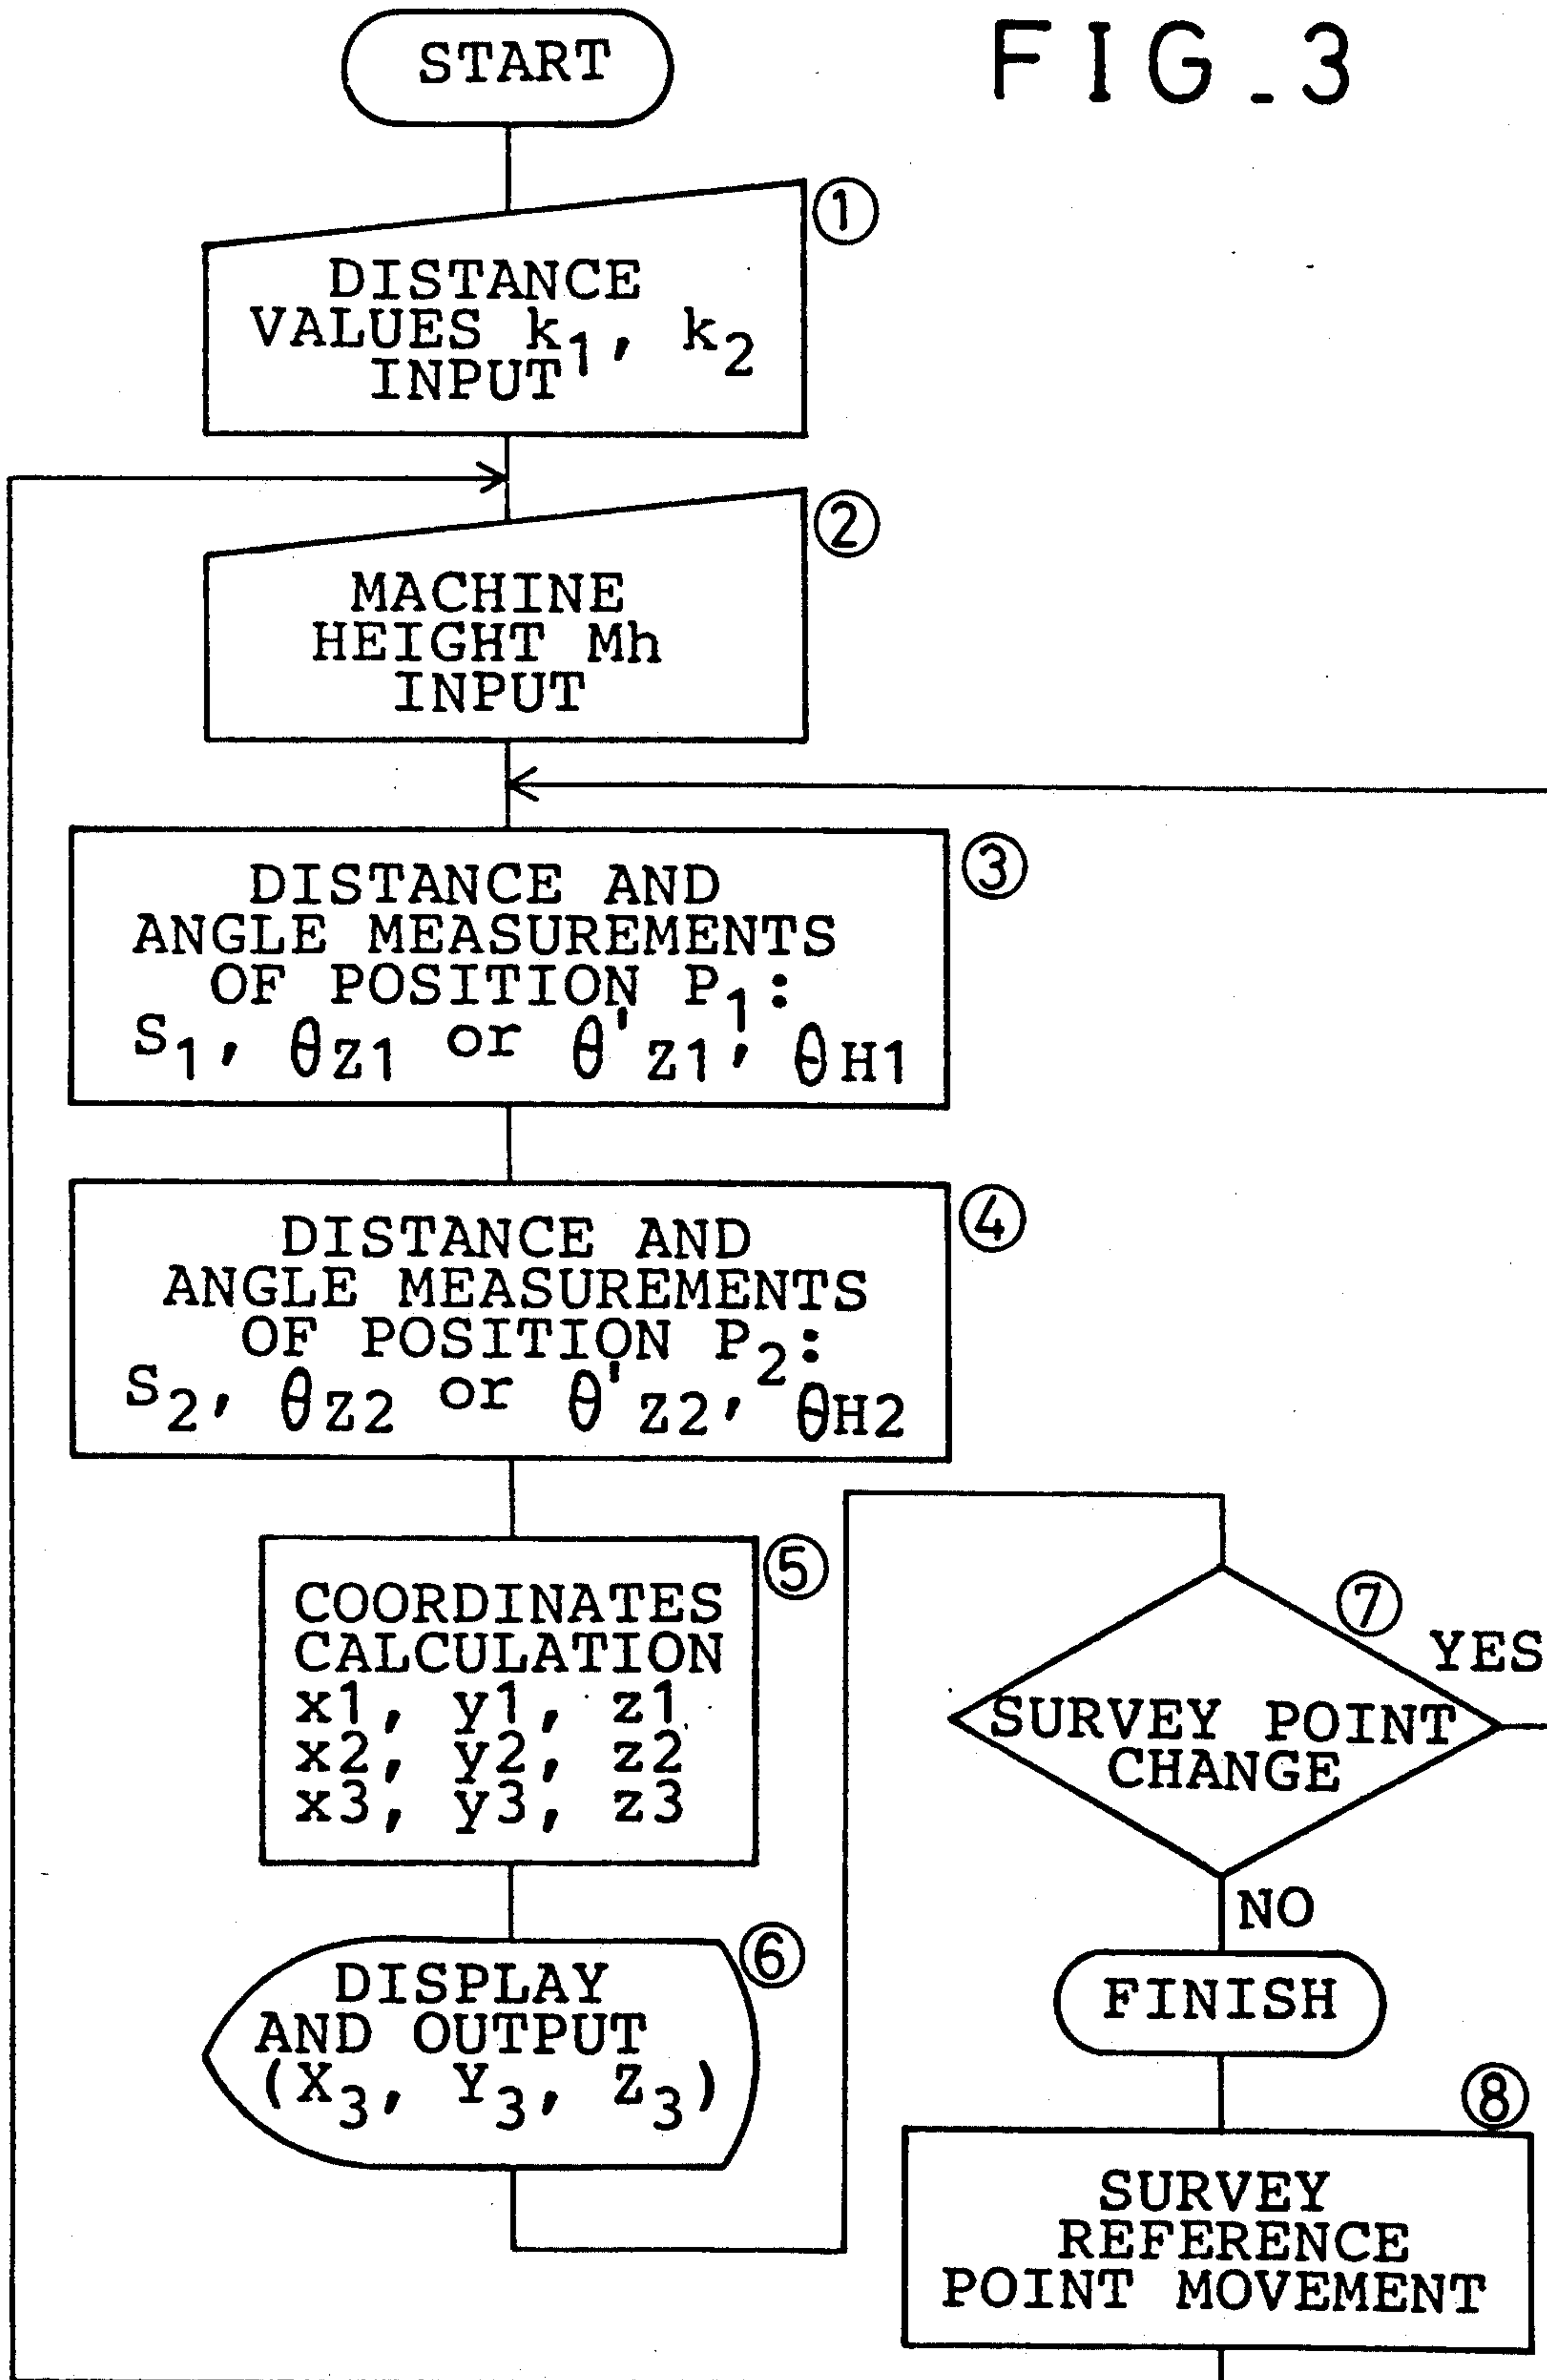 FIG.3
START
①
DISTANCE
VALUES k1, k2
INPUT
②
MACHINE
HEIGHT Mh
INPUT
③
DISTANCE AND
ANGLE MEASUREMENTS
OF POSITION P1:
S1, θZ1 or θ'Z1, θH1
④
DISTANCE AND
ANGLE MEASUREMENTS
OF POSITION P2:
S2, θZ2 or θ'Z2, θH2
⑤
COORDINATES
CALCULATION
x1, y1, z1
x2, y2, z2
x3, y3, z3
⑥
DISPLAY
AND OUTPUT
(X3, Y3, Z3)
⑦
YES
SURVEY POINT
CHANGE
NO
FINISH
⑧
SURVEY
REFERENCE
POINT MOVEMENT